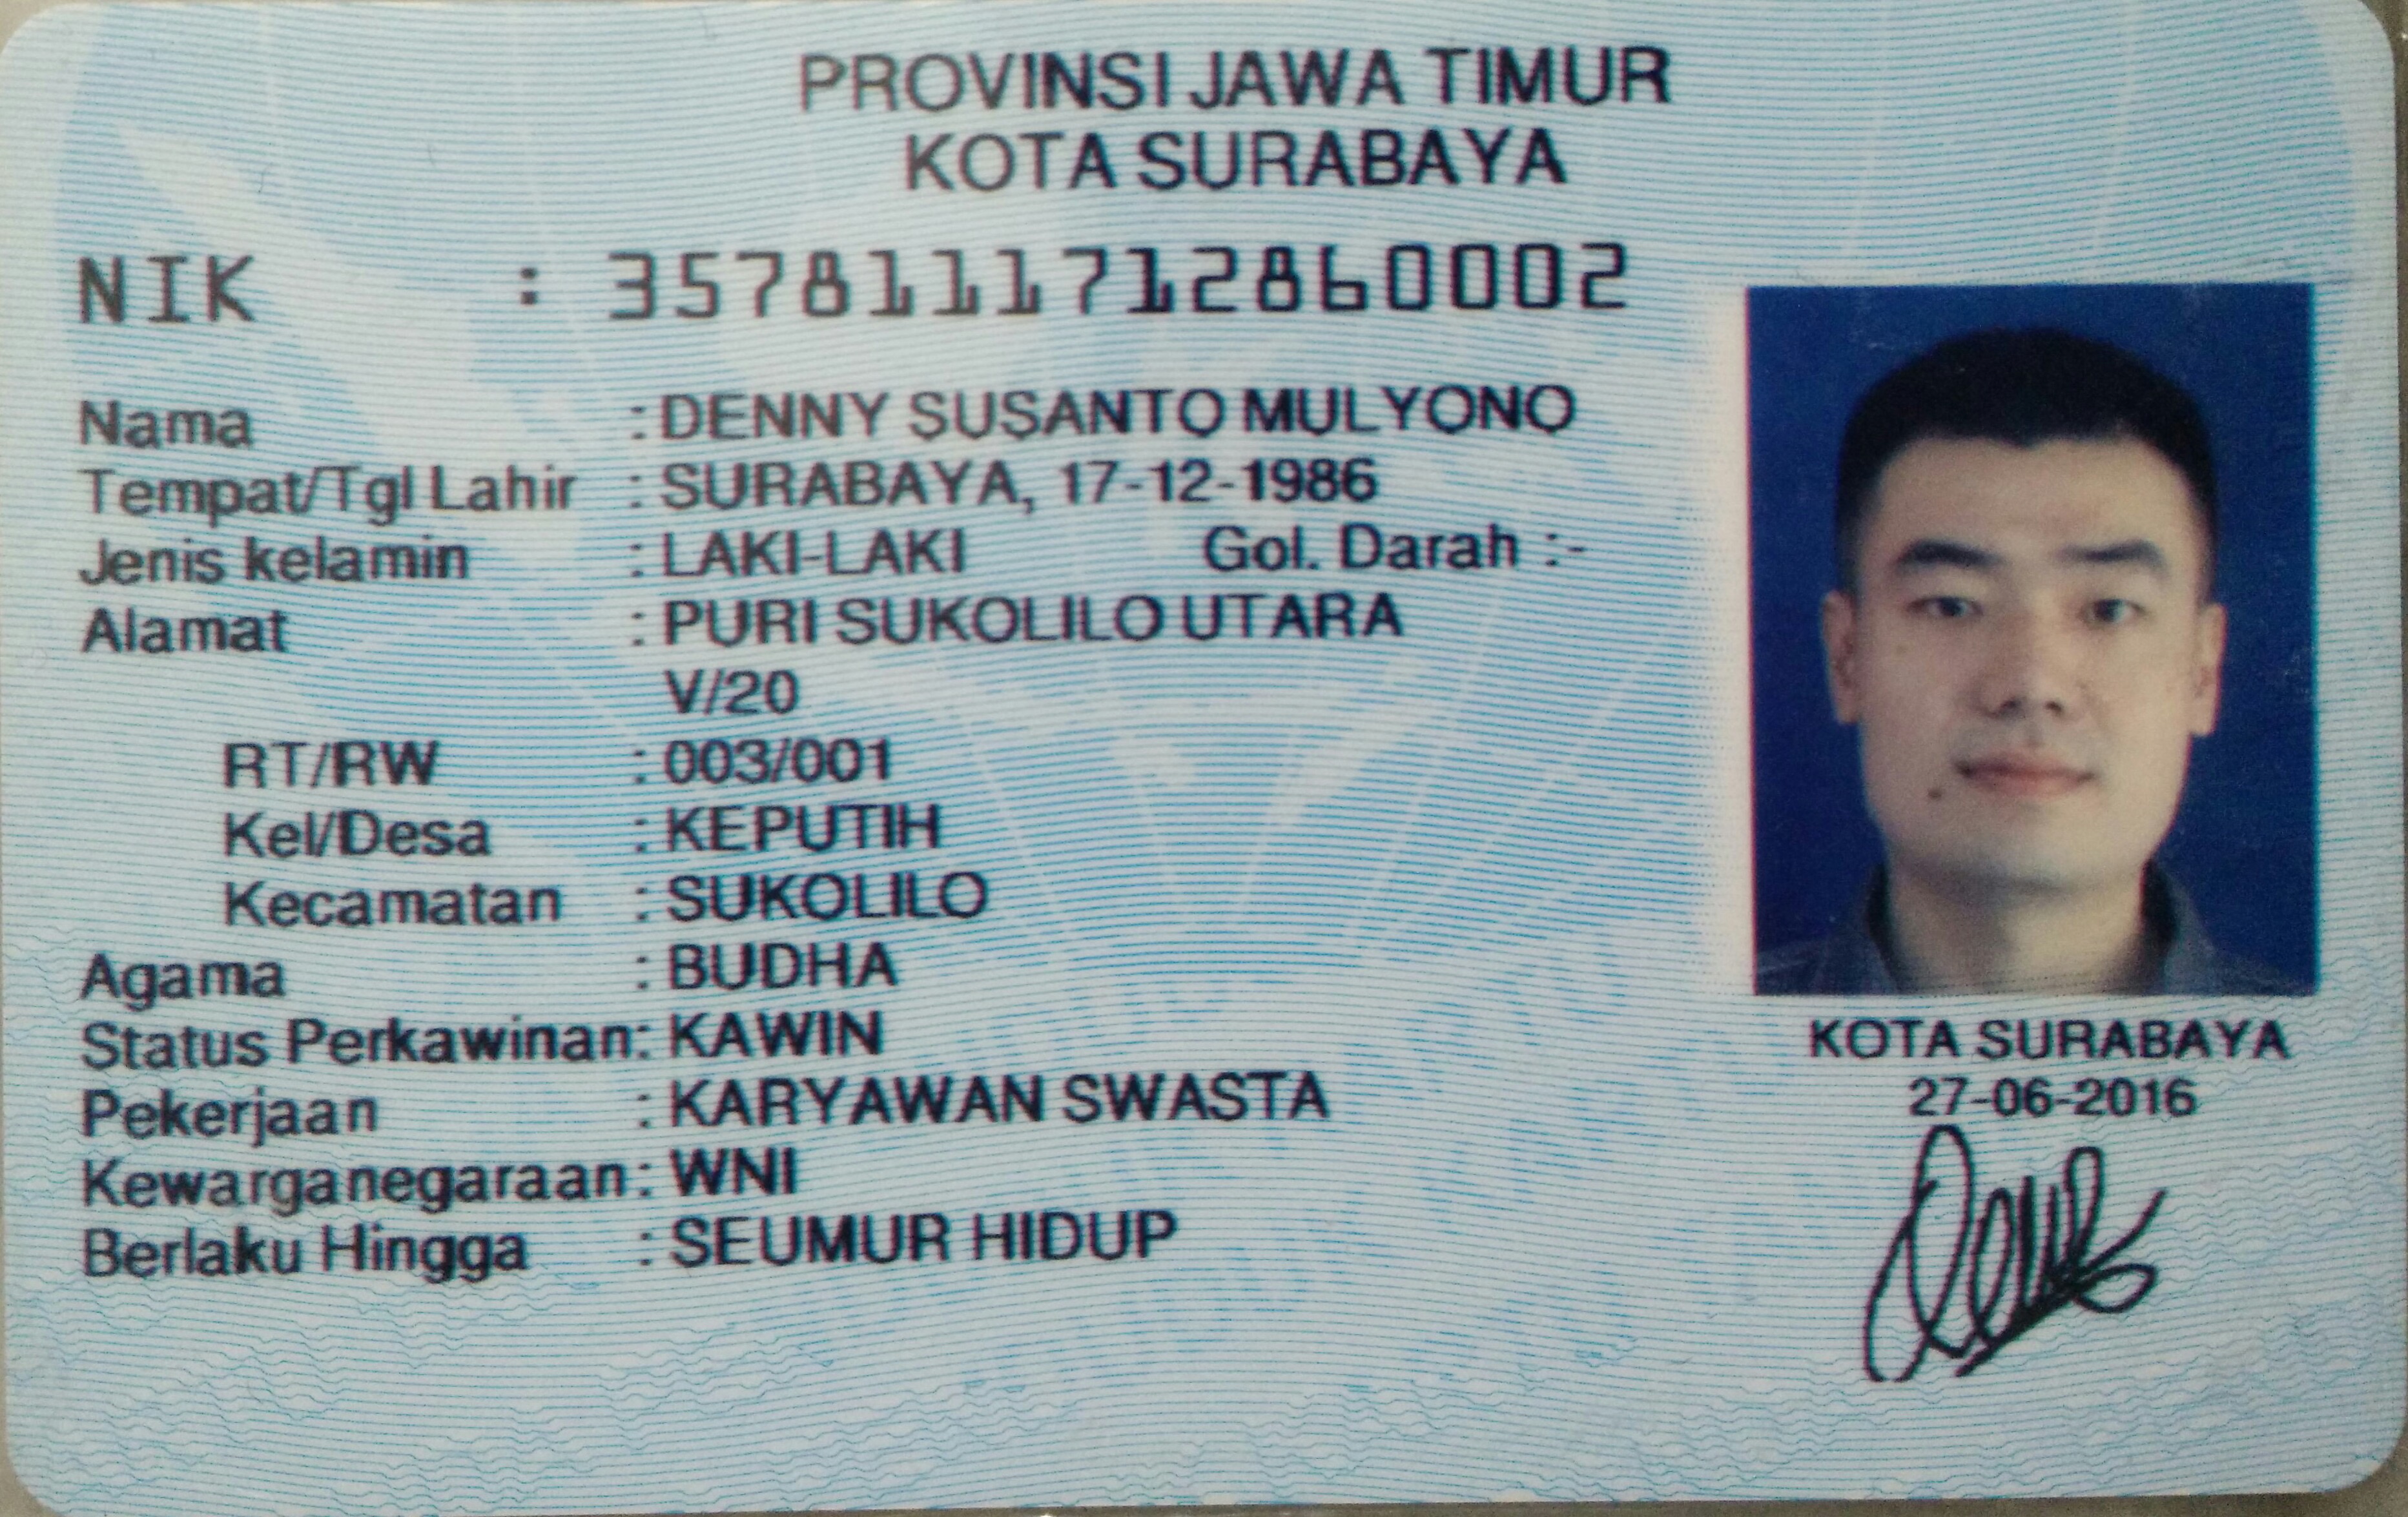 PROVINSI JAWA TIMUR
KOTA SURABAYA
NIK : 3578111712860002
Nama : DENNY SUSANTO MULYONO
Tempat/Tgl Lahir : SURABAYA, 17-12-1986
Jenis kelamin : LAKI-LAKI Gol. Darah :-
Alamat : PURI SUKOLILO UTARA
V/20
RT/RW : 003/001
Kel/Desa : KEPUTIH
Kecamatan : SUKOLILO
Agama : BUDHA
Status Perkawinan: KAWIN
Pekerjaan : KARYAWAN SWASTA
Kewarganegaraan: WNI
Berlaku Hingga : SEUMUR HIDUP
KOTA SURABAYA
27-06-2016